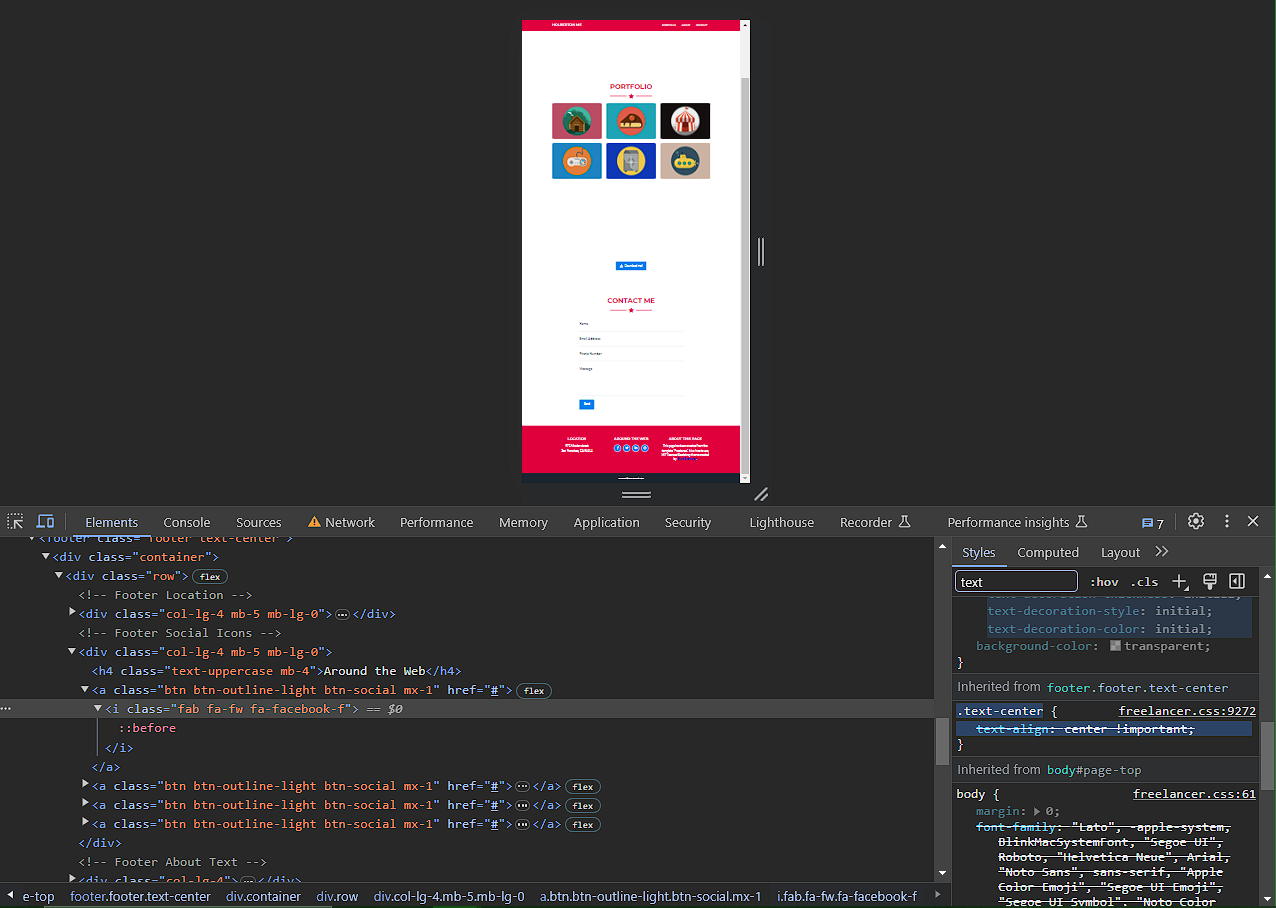 HOLBERTON ME
PORTFOLIO ABOUT CONTACT
PORTFOLIO
Download me!
CONTACT ME
Name
Email Address
Phone Number
Message
Send
LOCATION
AROUND THE WEB
ABOUT THIS PAGE
Elements Console Sources Network Performance Memory Application Security Lighthouse Recorder Performance insights 7
<footer class="footer text-center">
<div class="container">
<div class="row"> flex
<!-- Footer Location -->
<div class="col-lg-4 mb-5 mb-lg-0"> … </div>
<!-- Footer Social Icons -->
<div class="col-lg-4 mb-5 mb-lg-0">
<h4 class="text-uppercase mb-4">Around the Web</h4>
<a class="btn btn-outline-light btn-social mx-1" href="#"> flex
<i class="fab fa-fw fa-facebook-f"> == $0
::before
</i>
</a>
<a class="btn btn-outline-light btn-social mx-1" href="#"> … </a> flex
<a class="btn btn-outline-light btn-social mx-1" href="#"> … </a> flex
<a class="btn btn-outline-light btn-social mx-1" href="#"> … </a> flex
</div>
<!-- Footer About Text -->
<div class="col-lg-4"> … </div>
e-top footer.footer.text-center div.container div.row div.col-lg-4.mb-5.mb-lg-0 a.btn.btn-outline-light.btn-social.mx-1 i.fab.fa-fw.fa-facebook-f
Styles Computed Layout
text :hov .cls
text-decoration-thickness: initial;
text-decoration-style: initial;
text-decoration-color: initial;
background-color: transparent;
}
Inherited from footer.footer.text-center
.text-center { freelancer.css:9272
text-align: center !important;
}
Inherited from body#page-top
body { freelancer.css:61
margin: 0;
font-family: "Lato", -apple-system,
BlinkMacSystemFont, "Segoe UI",
Roboto, "Helvetica Neue", Arial,
"Noto Sans", sans-serif, "Apple
Color Emoji", "Segoe UI Emoji",
"Segoe UI Symbol", "Noto Color